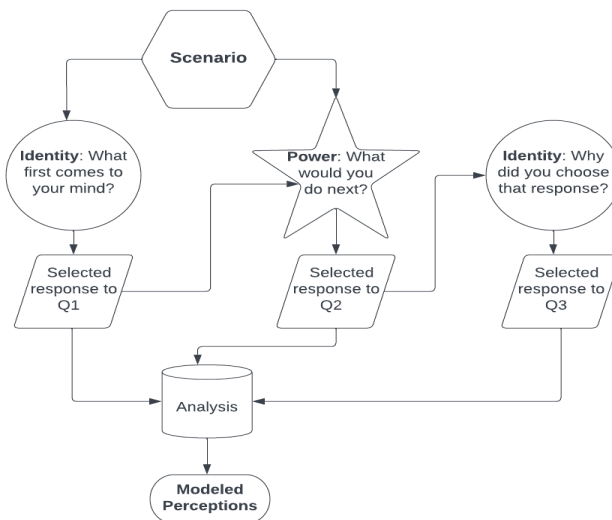 Scenario
Identity: What
first comes to
your mind?
Power: What
would you
do next?
Identity: Why
did you choose
that response?
Selected
response to
Q1
Selected
response to
Q2
Selected
response to
Q3
Analysis
Modeled
Perceptions